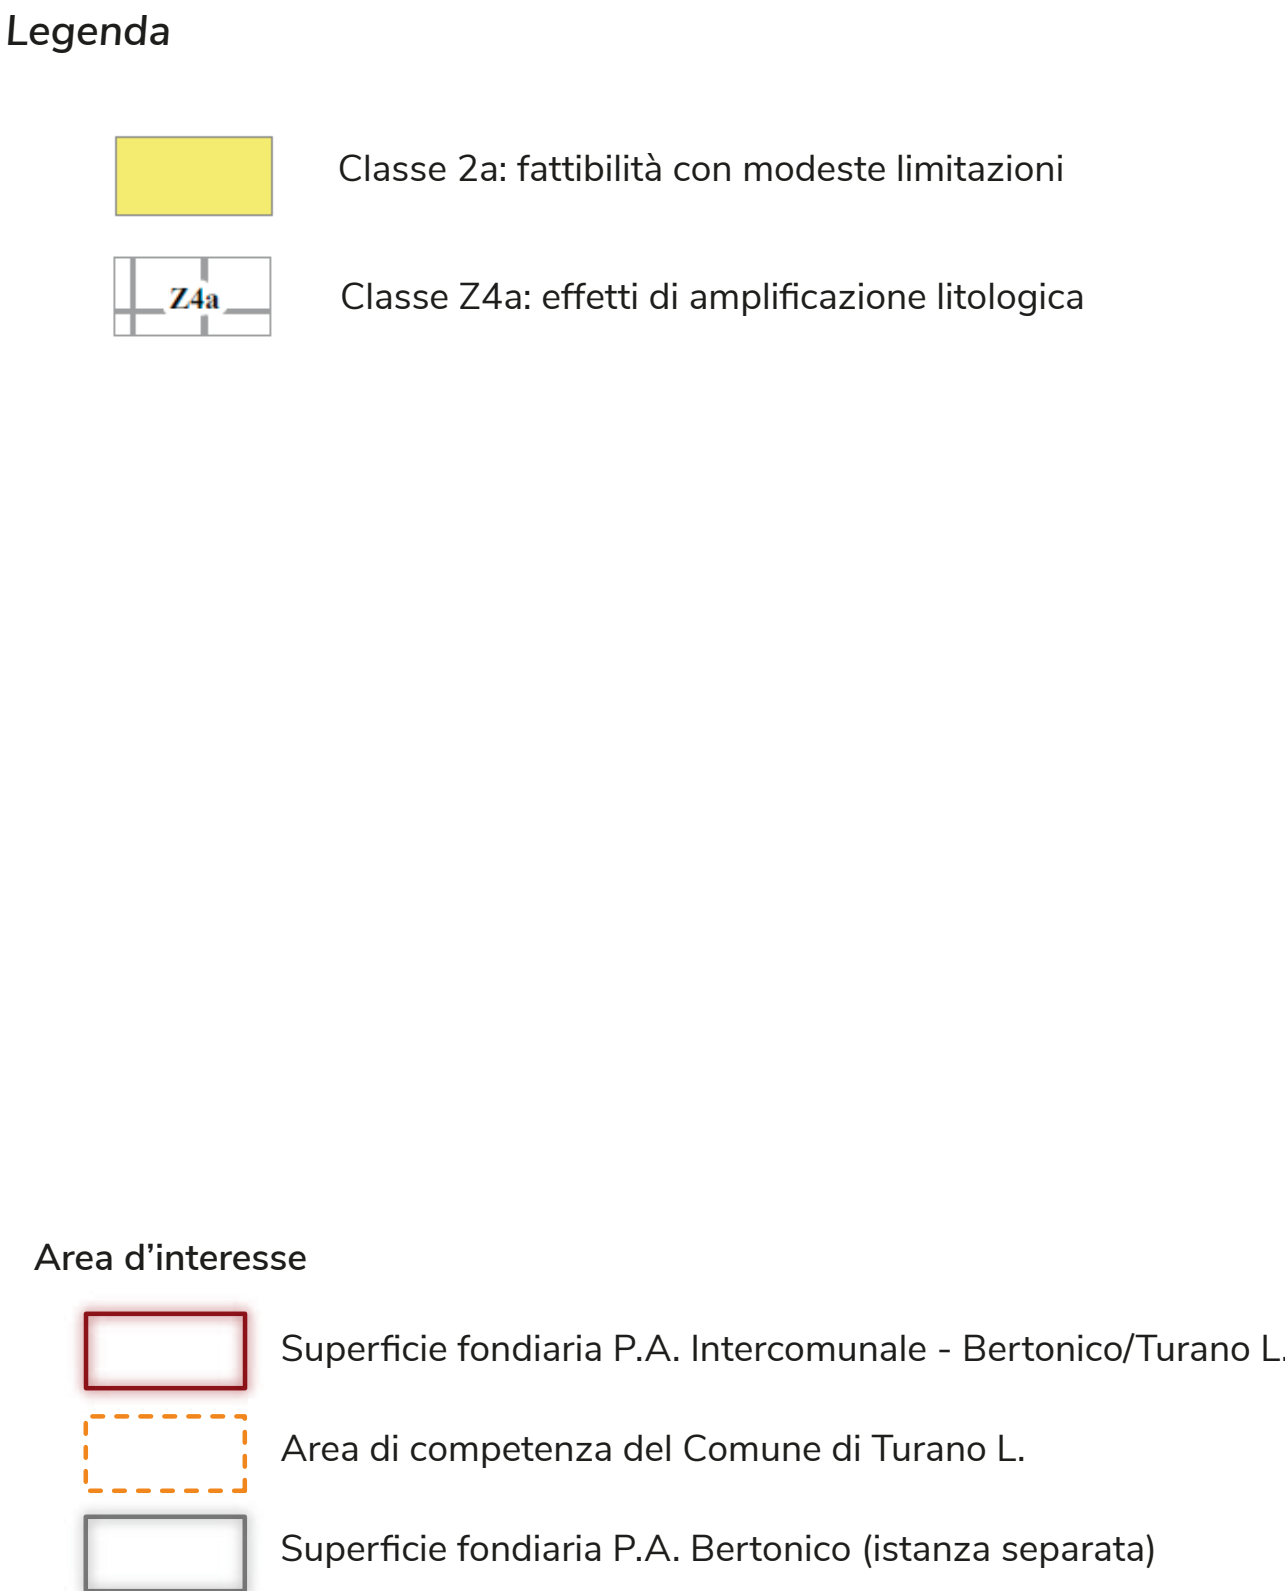 Legenda
Classe 2a: fattibilità con modeste limitazioni
Z4a
Classe Z4a: effetti di amplificazione litologica
Area d’interesse
Superficie fondiaria P.A. Intercomunale - Bertonico/Turano L.
Area di competenza del Comune di Turano L.
Superficie fondiaria P.A. Bertonico (istanza separata)